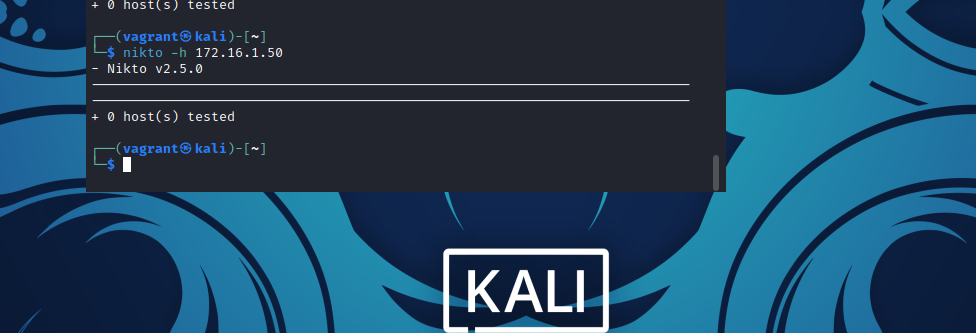 + 0 host(s) tested
┌──(vagrant㉿kali)-[~]
└─$ nikto -h 172.16.1.50
- Nikto v2.5.0
---------------------------------------------------------------------------
---------------------------------------------------------------------------
+ 0 host(s) tested
┌──(vagrant㉿kali)-[~]
└─$
KALI